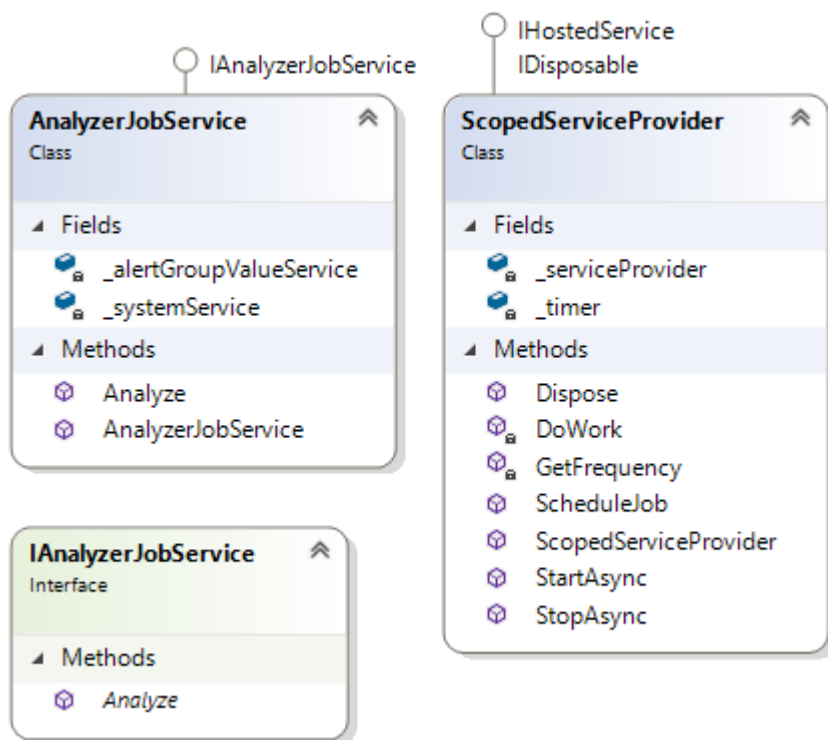 IAnalyzerJobService
AnalyzerJobService
Class
Fields
_alertGroupValueService
_systemService
Methods
Analyze
AnalyzerJobService
IAnalyzerJobService
Interface
Methods
Analyze
IHostedService
IDisposable
ScopedServiceProvider
Class
Fields
_serviceProvider
_timer
Methods
Dispose
DoWork
GetFrequency
ScheduleJob
ScopedServiceProvider
StartAsync
StopAsync